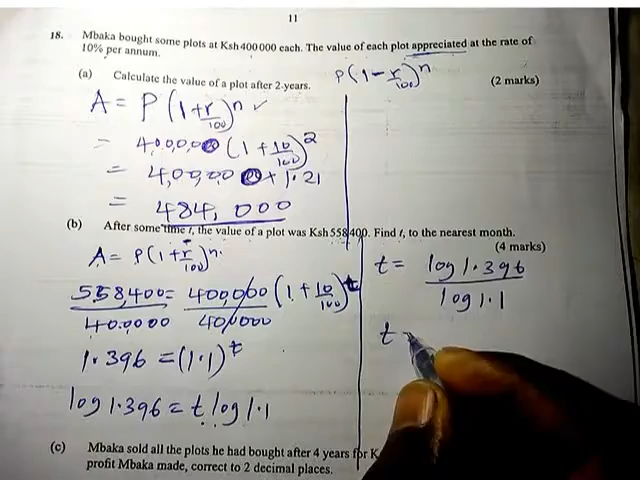 11
18. Mbaka bought some plots at Ksh 400 000 each. The value of each plot appreciated at the rate of
10% per annum.
P(1 - r/100)^n
(a) Calculate the value of a plot after 2 years. (2 marks)
A = P(1 + r/100)^n ✓
= 400,000(1 + 10/100)^2
= 400,000 × 1.21
= 484,000
(b) After some time t, the value of a plot was Ksh 558 400. Find t, to the nearest month.
(4 marks)
A = P(1 + r/100)^n
558,400/400000 = 400000/400000 (1 + 10/100)^t
1.396 = (1.1)^t
log 1.396 = t log 1.1
t = log 1.396 / log 1.1
t =
(c) Mbaka sold all the plots he had bought after 4 years for K
profit Mbaka made, correct to 2 decimal places.